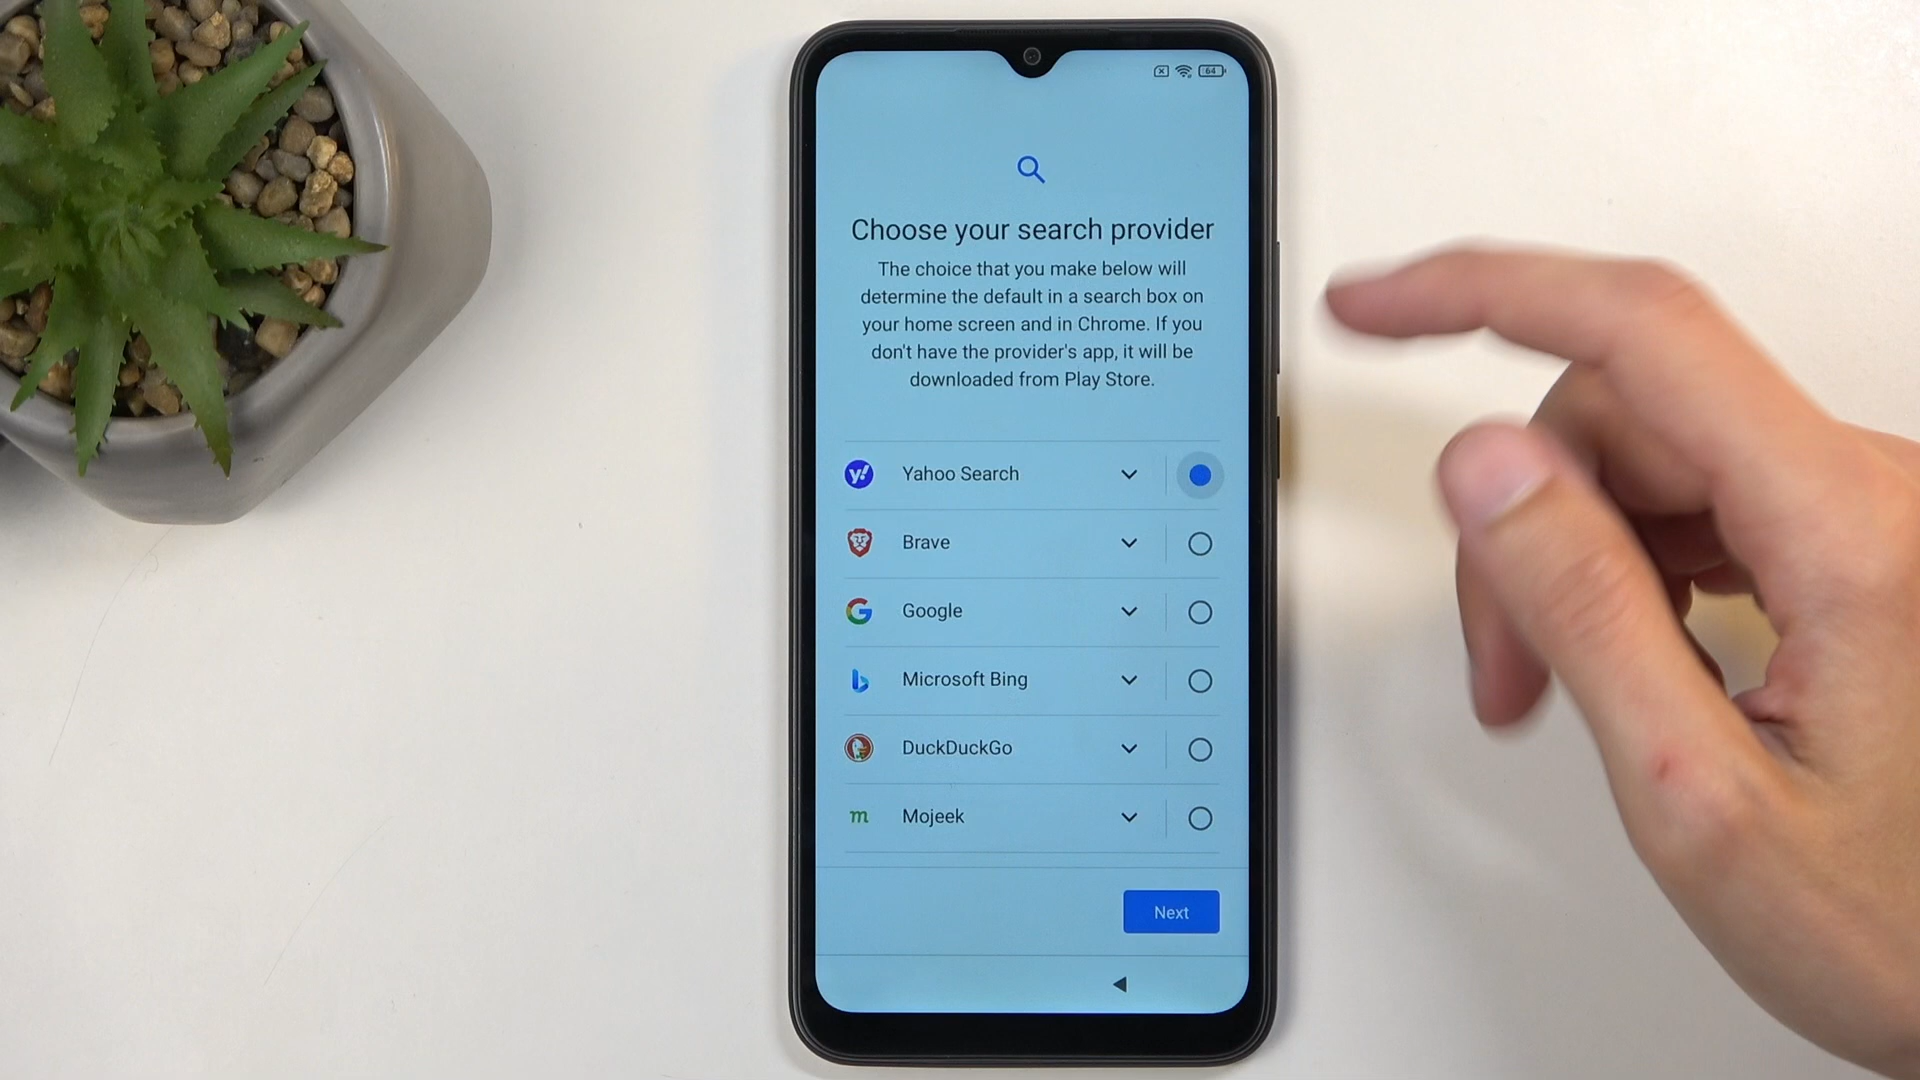 64
Choose your search provider
The choice that you make below will
determine the default in a search box on
your home screen and in Chrome. If you
don't have the provider's app, it will be
downloaded from Play Store.
y! Yahoo Search
Brave
G Google
b Microsoft Bing
DuckDuckGo
m Mojeek
Next